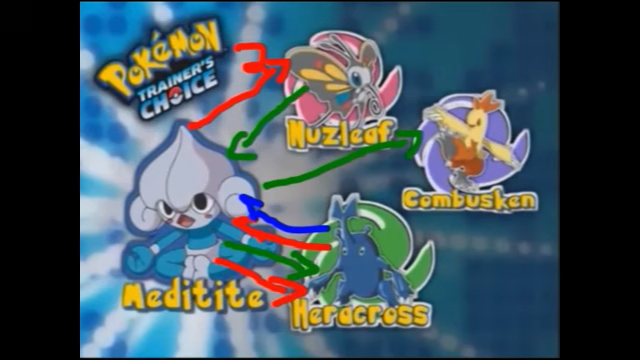 POKéMON
TRAINER'S
CHOICE
Nuzleaf
Combusken
Meditite
Heracross